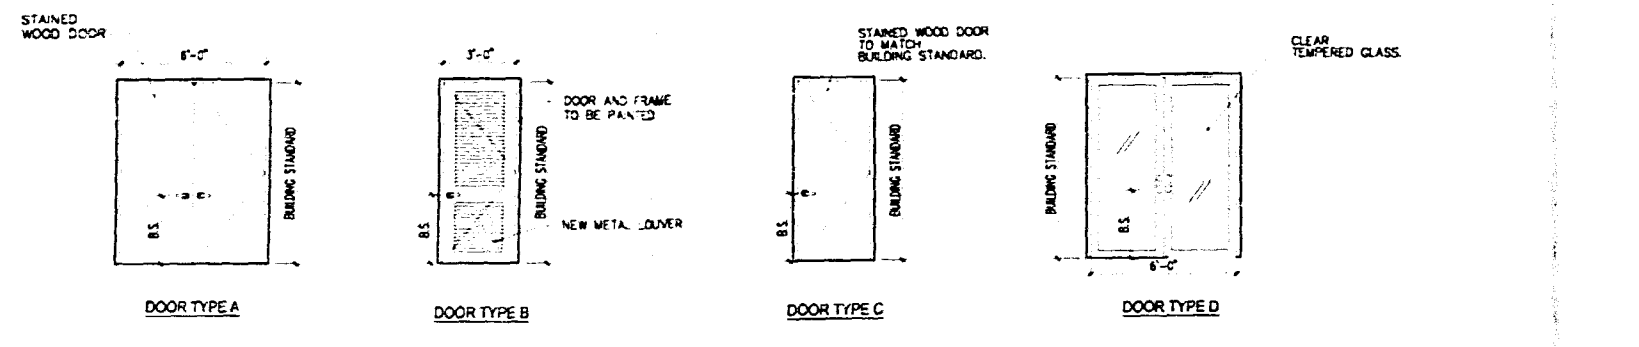 STAINED
WOOD DOOR
6'-0"
BUILDING STANDARD
B.S.
DOOR TYPE A
3'-0"
DOOR AND FRAME
TO BE PAINTED
BUILDING STANDARD
B.S.
NEW METAL LOUVER
DOOR TYPE B
STAINED WOOD DOOR
TO MATCH
BUILDING STANDARD.
BUILDING STANDARD
B.S.
DOOR TYPE C
CLEAR
TEMPERED GLASS.
BUILDING STANDARD
B.S.
6'-0"
DOOR TYPE D